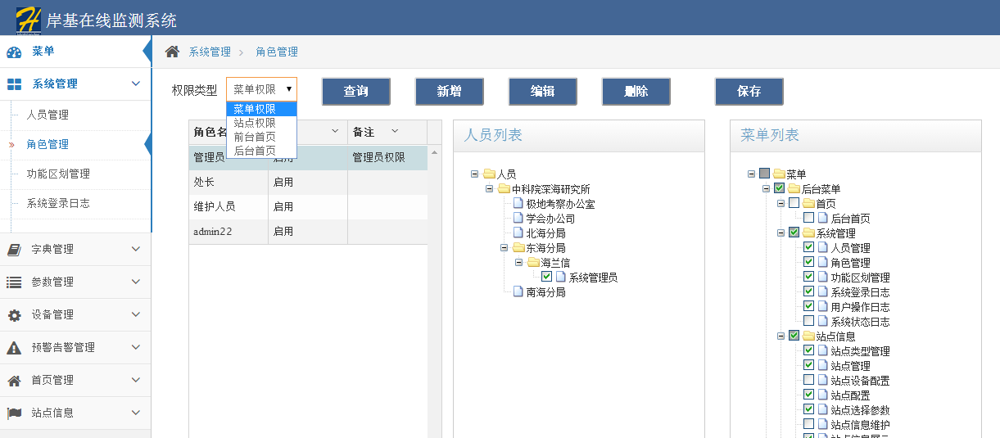 岸基在线监测系统
菜单
系统管理
人员管理
角色管理
功能区划管理
系统登录日志
字典管理
参数管理
设备管理
预警告警管理
首页管理
站点信息
系统管理 > 角色管理
权限类型 菜单权限 查询 新增 编辑 删除 保存
菜单权限
站点权限
前台首页
后台首页
角色名 备注
管理员 启用 管理员权限
处长 启用
维护人员 启用
admin22 启用
人员列表
人员
中科院深海研究所
极地考察办公室
学会办公司
北海分局
东海分局
海兰信
系统管理员
南海分局
菜单列表
菜单
后台菜单
首页
后台首页
系统管理
人员管理
角色管理
功能区划管理
系统登录日志
用户操作日志
系统状态日志
站点信息
站点类型管理
站点管理
站点设备配置
站点配置
站点选择参数
站点信息维护
站点信息展示